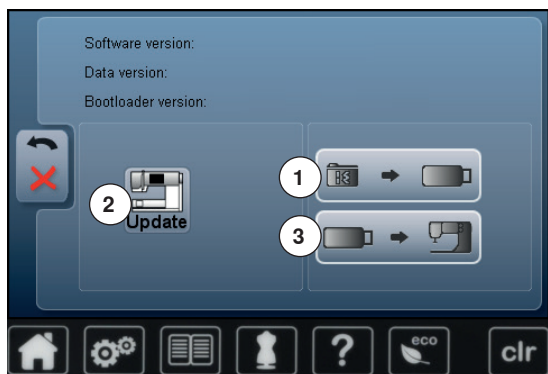 Software version:
Data version:
Bootloader version:
1
2
Update
3
?
eco
clr